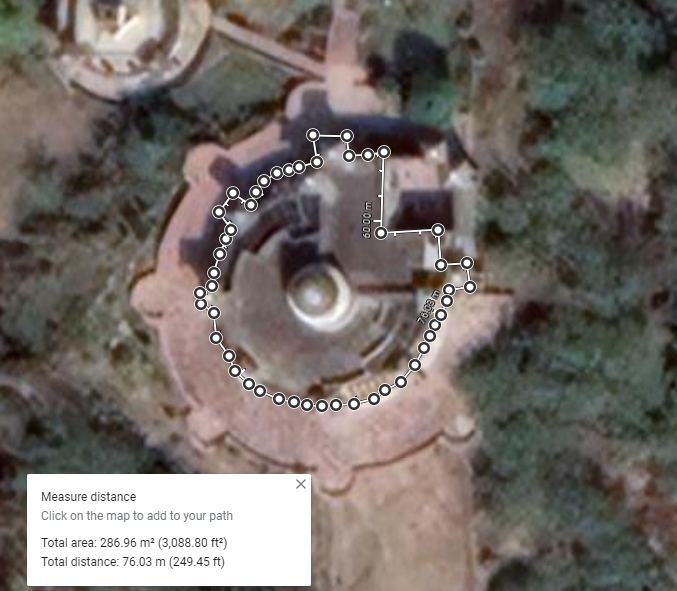 60.00 m
76.03 m
Measure distance
Click on the map to add to your path
Total area: 286.96 m² (3,088.80 ft²)
Total distance: 76.03 m (249.45 ft)